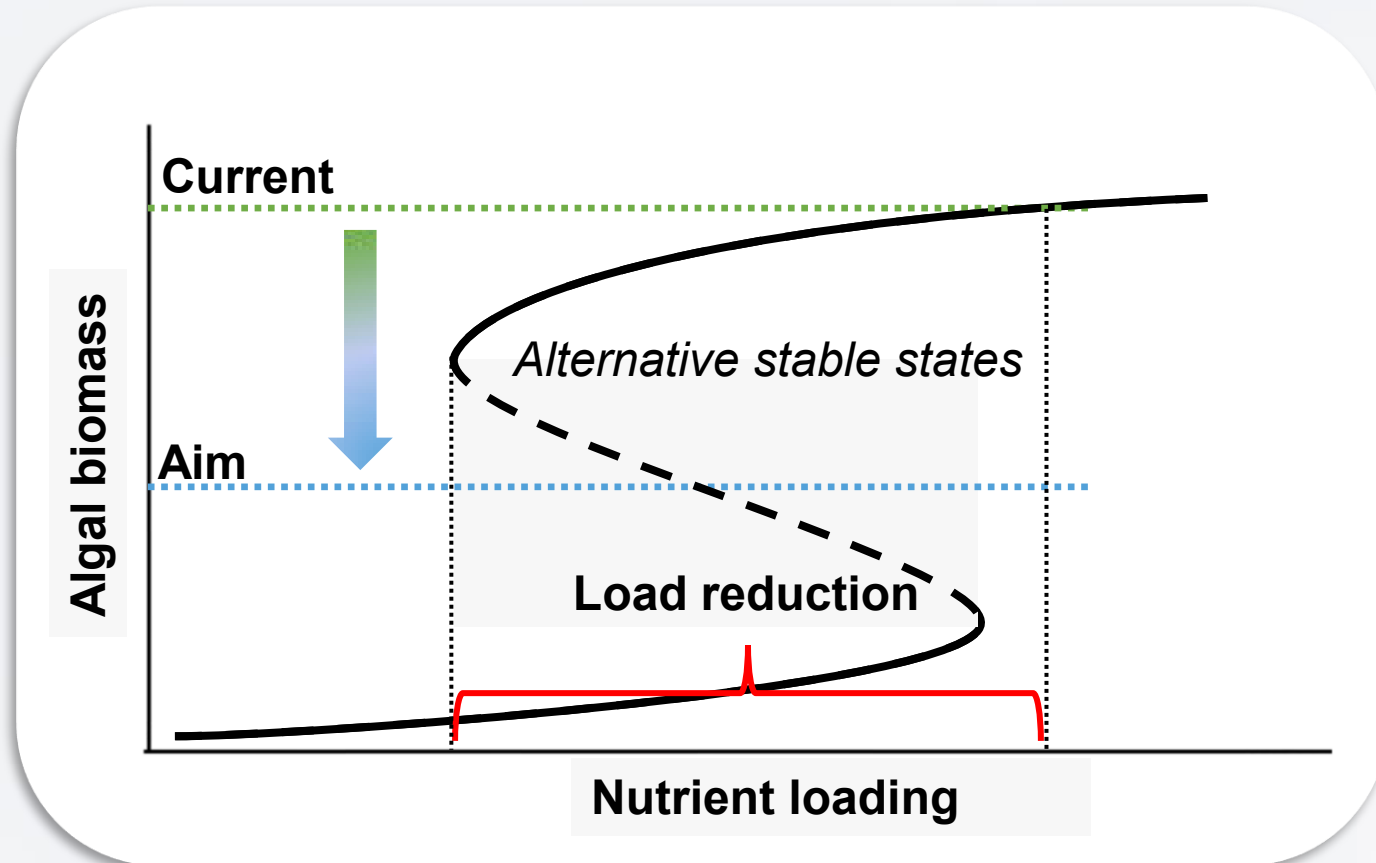 Current
Alternative stable states
Algal biomass
Aim
Load reduction
Nutrient loading